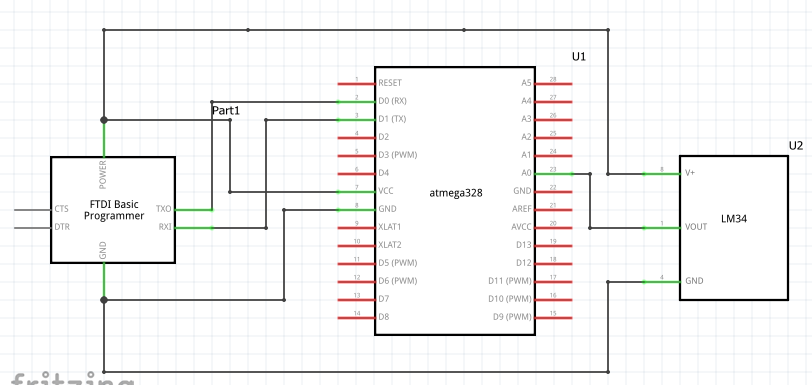 U1
Part1
FTDI Basic
Programmer
POWER
CTS
DTR
TXO
RXI
GND
atmega328
1 RESET
2 D0 (RX)
3 D1 (TX)
4 D2
5 D3 (PWM)
6 D4
7 VCC
8 GND
9 XLAT1
10 XLAT2
11 D5 (PWM)
12 D6 (PWM)
13 D7
14 D8
A5 28
A4 27
A3 26
A2 25
A1 24
A0 23
GND 22
AREF 21
AVCC 20
D13 19
D12 18
D11 (PWM) 17
D10 (PWM) 16
D9 (PWM) 15
U2
LM34
8 V+
1 VOUT
4 GND
fritzing